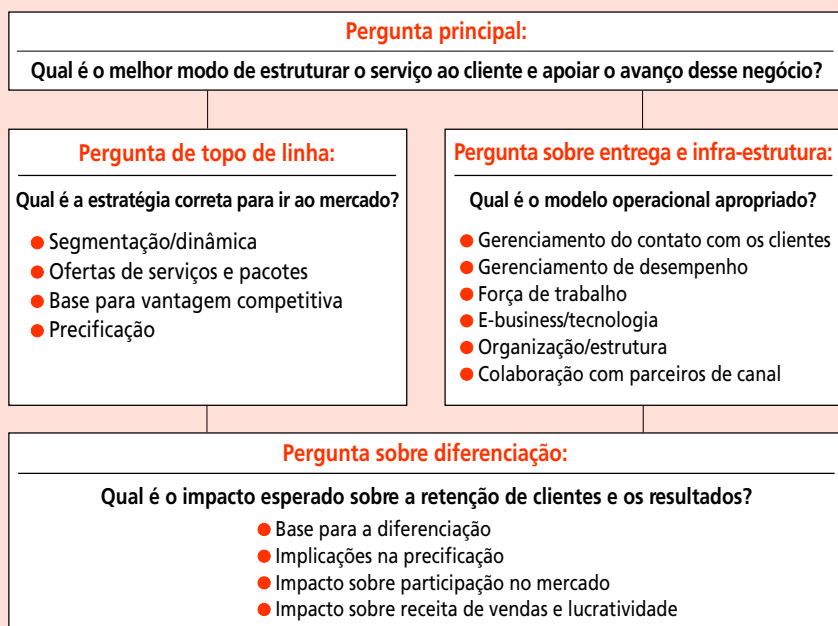 Pergunta principal:
Qual é o melhor modo de estruturar o serviço ao cliente e apoiar o avanço desse negócio?
Pergunta de topo de linha:
Qual é a estratégia correta para ir ao mercado?
● Segmentação/dinâmica
● Ofertas de serviços e pacotes
● Base para vantagem competitiva
● Precificação
Pergunta sobre entrega e infra-estrutura:
Qual é o modelo operacional apropriado?
● Gerenciamento do contato com os clientes
● Gerenciamento de desempenho
● Força de trabalho
● E-business/tecnologia
● Organização/estrutura
● Colaboração com parceiros de canal
Pergunta sobre diferenciação:
Qual é o impacto esperado sobre a retenção de clientes e os resultados?
● Base para a diferenciação
● Implicações na precificação
● Impacto sobre participação no mercado
● Impacto sobre receita de vendas e lucratividade